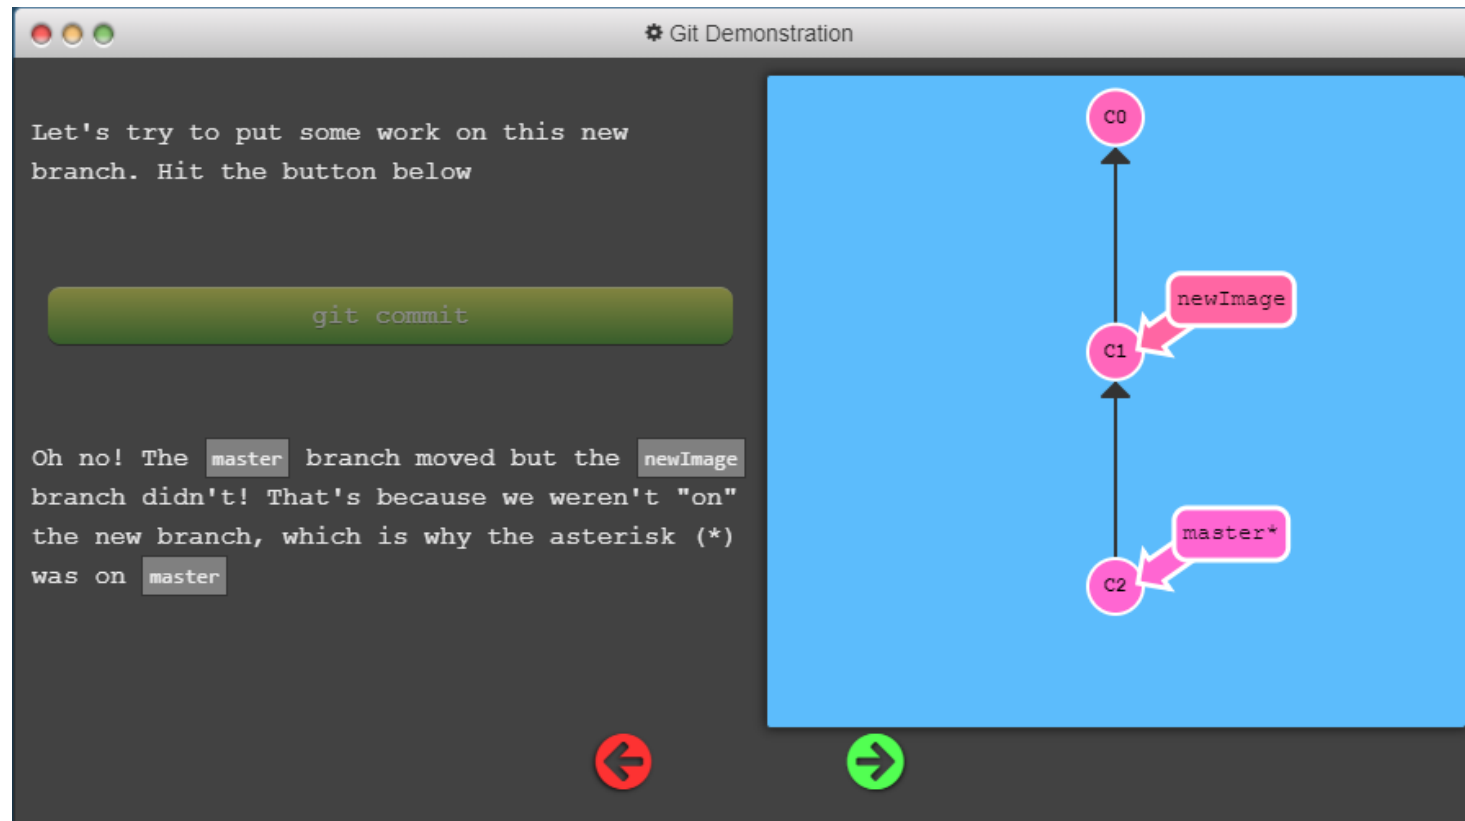 Git Demonstration
Let's try to put some work on this new
branch. Hit the button below
git commit
Oh no! The master branch moved but the newImage
branch didn't! That's because we weren't "on"
the new branch, which is why the asterisk (*)
was on master
C0
newImage
C1
master*
C2